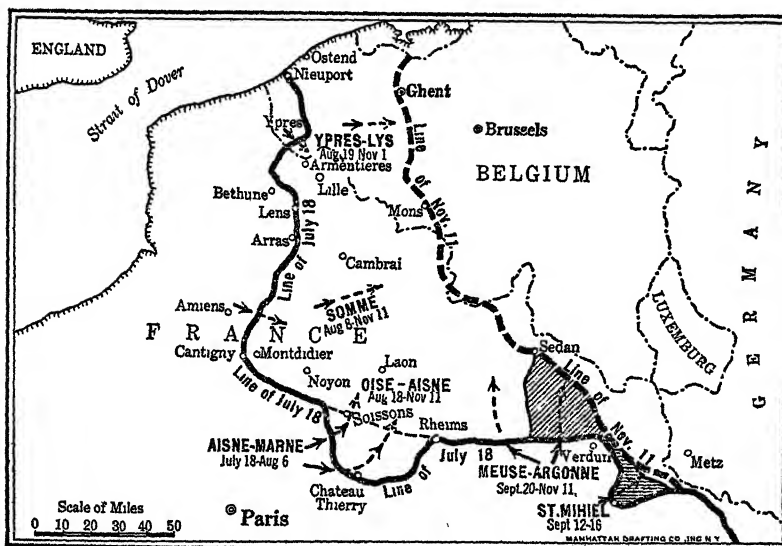 ENGLAND
Strait of Dover
Ostend
Nieuport
Ghent
Ypres
YPRES-LYS
Aug.19 Nov 1
Armentieres
Brussels
BELGIUM
Line of Nov. 11
Bethune
Lille
Lens
Mons
Arras
Line of July 18
Cambrai
GERMANY
LUXEMBURG
Amiens
SOMME
Aug 8-Nov 11
FRANCE
Cantigny
Montdidier
Sedan
Laon
Noyon
OISE-AISNE
Aug 18-Nov 11
Line of July 18
Soissons
Rheims
Line of Nov. 11
AISNE-MARNE
July 18-Aug 6
Line of July 18
Verdun
Metz
MEUSE-ARGONNE
Sept.20-Nov 11,
Chateau
Thierry
ST. MIHIEL
Sept 12-16
Scale of Miles
0 10 20 30 40 50
Paris
MANHATTAN DRAFTING CO., INC N Y